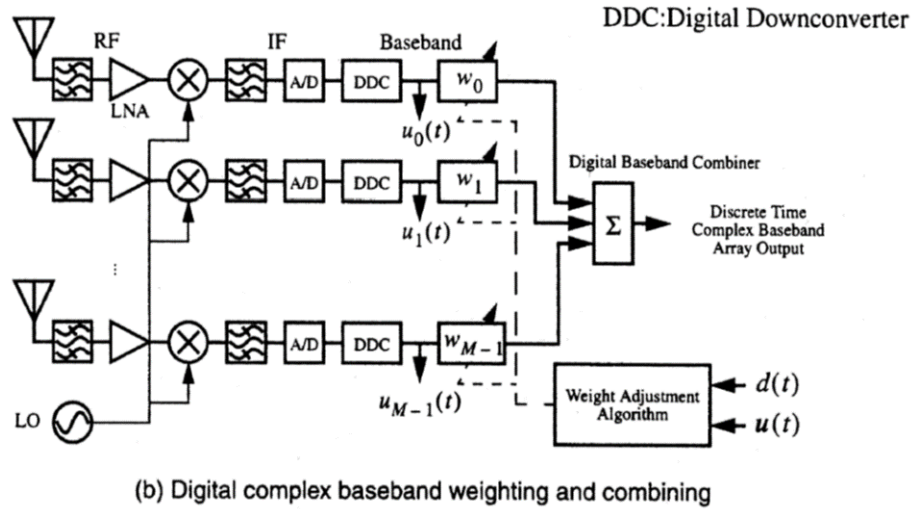 DDC:Digital Downconverter
RF
IF
Baseband
LNA
A/D
DDC
w0
u0(t)
A/D
DDC
w1
u1(t)
Digital Baseband Combiner
Σ
Discrete Time
Complex Baseband
Array Output
...
A/D
DDC
wM−1
uM−1(t)
LO
Weight Adjustment
Algorithm
d(t)
u(t)
(b) Digital complex baseband weighting and combining